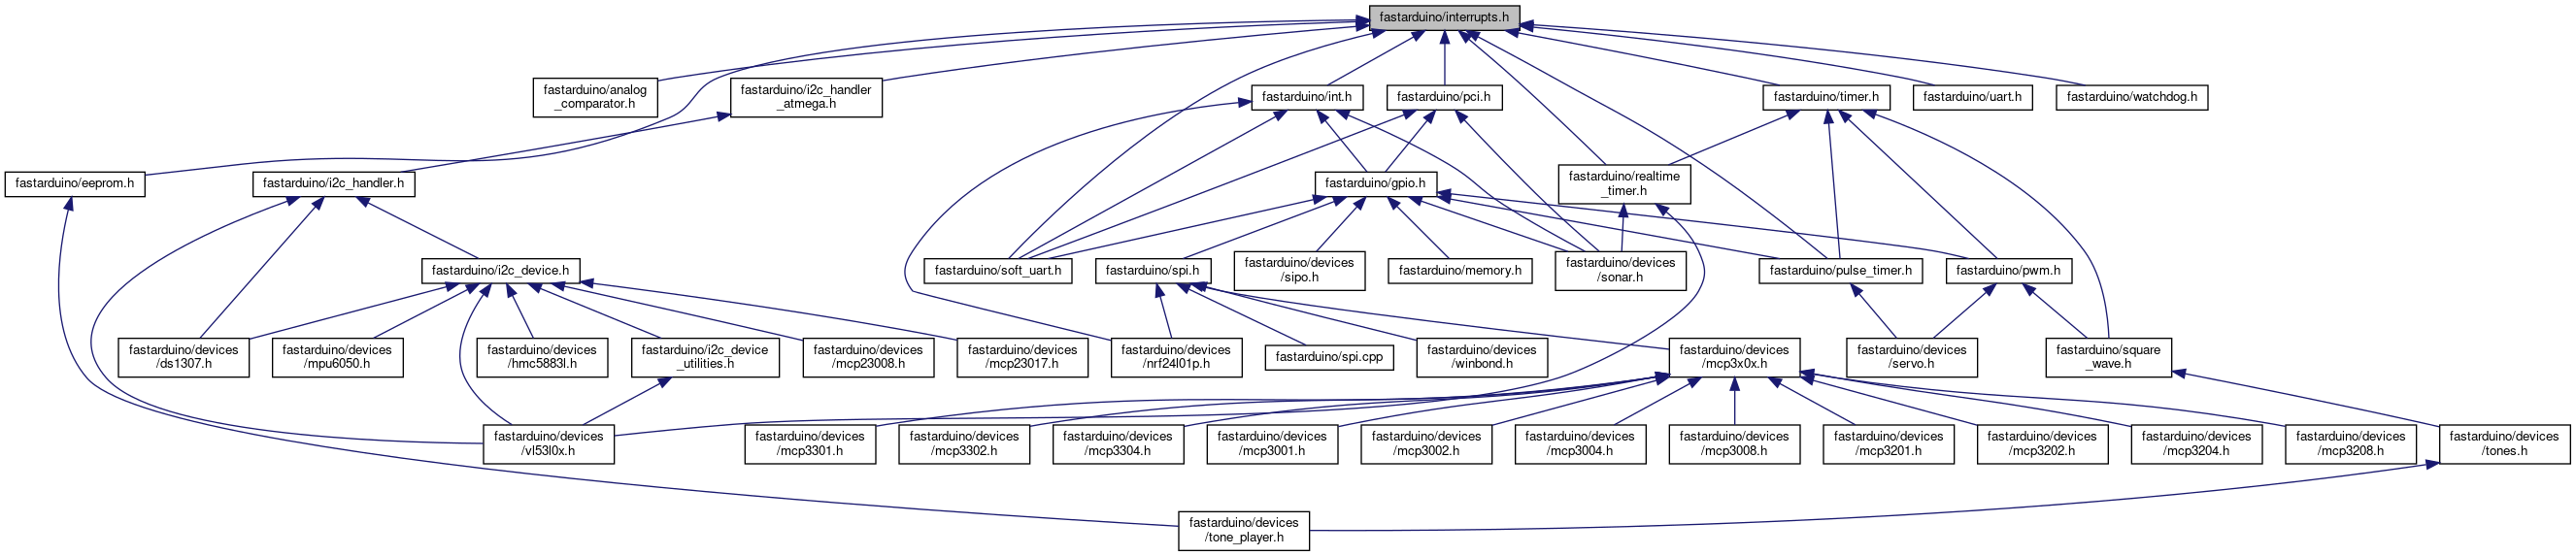 fastarduino/interrupts.h
fastarduino/analog
_comparator.h
fastarduino/i2c_handler
_atmega.h
fastarduino/int.h
fastarduino/pci.h
fastarduino/timer.h
fastarduino/uart.h
fastarduino/watchdog.h
fastarduino/eeprom.h
fastarduino/i2c_handler.h
fastarduino/gpio.h
fastarduino/realtime
_timer.h
fastarduino/i2c_device.h
fastarduino/soft_uart.h
fastarduino/spi.h
fastarduino/devices
/sipo.h
fastarduino/memory.h
fastarduino/devices
/sonar.h
fastarduino/pulse_timer.h
fastarduino/pwm.h
fastarduino/devices
/ds1307.h
fastarduino/devices
/mpu6050.h
fastarduino/devices
/hmc5883l.h
fastarduino/i2c_device
_utilities.h
fastarduino/devices
/mcp23008.h
fastarduino/devices
/mcp23017.h
fastarduino/devices
/nrf24l01p.h
fastarduino/spi.cpp
fastarduino/devices
/winbond.h
fastarduino/devices
/mcp3x0x.h
fastarduino/devices
/servo.h
fastarduino/square
_wave.h
fastarduino/devices
/vl53l0x.h
fastarduino/devices
/mcp3301.h
fastarduino/devices
/mcp3302.h
fastarduino/devices
/mcp3304.h
fastarduino/devices
/mcp3001.h
fastarduino/devices
/mcp3002.h
fastarduino/devices
/mcp3004.h
fastarduino/devices
/mcp3008.h
fastarduino/devices
/mcp3201.h
fastarduino/devices
/mcp3202.h
fastarduino/devices
/mcp3204.h
fastarduino/devices
/mcp3208.h
fastarduino/devices
/tones.h
fastarduino/devices
/tone_player.h